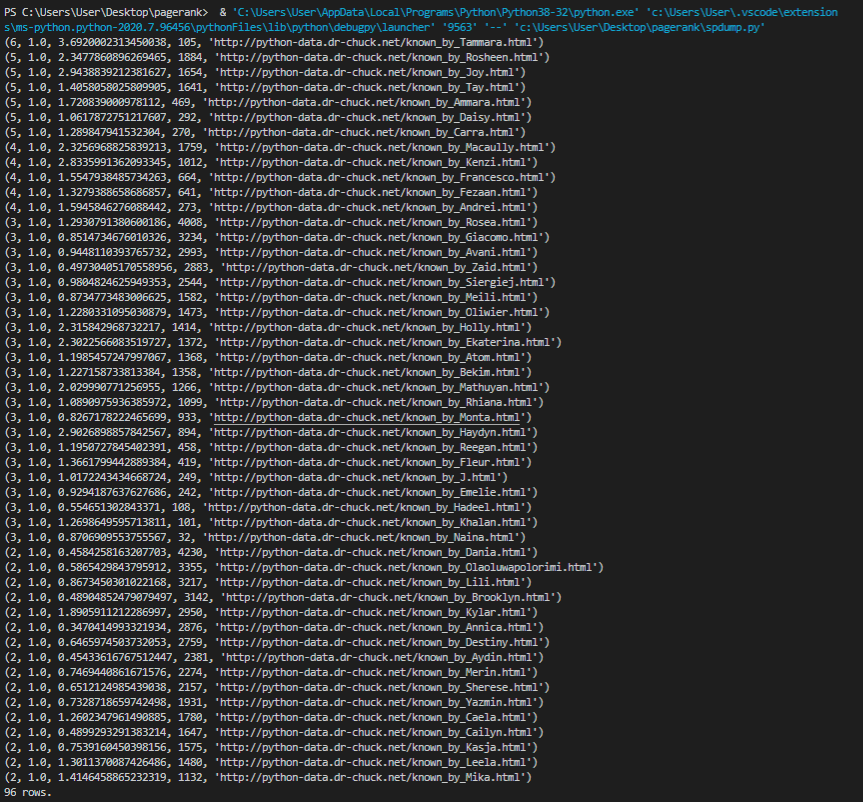 PS C:\Users\User\Desktop\pagerank>  & 'C:\Users\User\AppData\Local\Programs\Python\Python38-32\python.exe' 'c:\Users\User\.vscode\extension
s\ms-python.python-2020.7.96456\pythonFiles\lib\python\debugpy\launcher' '9563' '--' 'c:\Users\User\Desktop\pagerank\spdump.py'
(6, 1.0, 3.6920002313450038, 105, 'http://python-data.dr-chuck.net/known_by_Tammara.html')
(5, 1.0, 2.3477860896269465, 1884, 'http://python-data.dr-chuck.net/known_by_Rosheen.html')
(5, 1.0, 2.9438839212381627, 1654, 'http://python-data.dr-chuck.net/known_by_Joy.html')
(5, 1.0, 1.4058058025809905, 1641, 'http://python-data.dr-chuck.net/known_by_Tay.html')
(5, 1.0, 1.720839000978112, 469, 'http://python-data.dr-chuck.net/known_by_Ammara.html')
(5, 1.0, 1.0617872751217607, 292, 'http://python-data.dr-chuck.net/known_by_Daisy.html')
(5, 1.0, 1.289847941532304, 270, 'http://python-data.dr-chuck.net/known_by_Carra.html')
(4, 1.0, 2.3256968825839213, 1759, 'http://python-data.dr-chuck.net/known_by_Macaully.html')
(4, 1.0, 2.8335991362093345, 1012, 'http://python-data.dr-chuck.net/known_by_Kenzi.html')
(4, 1.0, 1.5547938485734263, 664, 'http://python-data.dr-chuck.net/known_by_Francesco.html')
(4, 1.0, 1.3279388658686857, 641, 'http://python-data.dr-chuck.net/known_by_Fezaan.html')
(4, 1.0, 1.5945846276088442, 273, 'http://python-data.dr-chuck.net/known_by_Andrei.html')
(3, 1.0, 1.2930791380600186, 4008, 'http://python-data.dr-chuck.net/known_by_Rosea.html')
(3, 1.0, 0.8514734676010326, 3234, 'http://python-data.dr-chuck.net/known_by_Giacomo.html')
(3, 1.0, 0.9448110393765732, 2993, 'http://python-data.dr-chuck.net/known_by_Avani.html')
(3, 1.0, 0.49730405170558956, 2883, 'http://python-data.dr-chuck.net/known_by_Zaid.html')
(3, 1.0, 0.9804824625949353, 2544, 'http://python-data.dr-chuck.net/known_by_Siergiej.html')
(3, 1.0, 0.8734773483006625, 1582, 'http://python-data.dr-chuck.net/known_by_Meili.html')
(3, 1.0, 1.2280331095030879, 1473, 'http://python-data.dr-chuck.net/known_by_Oliwier.html')
(3, 1.0, 2.315842968732217, 1414, 'http://python-data.dr-chuck.net/known_by_Holly.html')
(3, 1.0, 2.3022566083519727, 1372, 'http://python-data.dr-chuck.net/known_by_Ekaterina.html')
(3, 1.0, 1.1985457247997067, 1368, 'http://python-data.dr-chuck.net/known_by_Atom.html')
(3, 1.0, 1.227158733813384, 1358, 'http://python-data.dr-chuck.net/known_by_Bekim.html')
(3, 1.0, 2.029990771256955, 1266, 'http://python-data.dr-chuck.net/known_by_Mathuyan.html')
(3, 1.0, 1.0890975936385972, 1099, 'http://python-data.dr-chuck.net/known_by_Rhiana.html')
(3, 1.0, 0.8267178222465699, 933, 'http://python-data.dr-chuck.net/known_by_Monta.html')
(3, 1.0, 2.9026898857842567, 894, 'http://python-data.dr-chuck.net/known_by_Haydyn.html')
(3, 1.0, 1.1950727845402391, 458, 'http://python-data.dr-chuck.net/known_by_Reegan.html')
(3, 1.0, 1.3661799442889384, 419, 'http://python-data.dr-chuck.net/known_by_Fleur.html')
(3, 1.0, 1.0172243434668724, 249, 'http://python-data.dr-chuck.net/known_by_J.html')
(3, 1.0, 0.9294187637627686, 242, 'http://python-data.dr-chuck.net/known_by_Emelie.html')
(3, 1.0, 0.554651302843371, 108, 'http://python-data.dr-chuck.net/known_by_Hadeel.html')
(3, 1.0, 1.2698649595713811, 101, 'http://python-data.dr-chuck.net/known_by_Khalan.html')
(3, 1.0, 0.8706909553755567, 32, 'http://python-data.dr-chuck.net/known_by_Naina.html')
(2, 1.0, 0.4584258163207703, 4230, 'http://python-data.dr-chuck.net/known_by_Dania.html')
(2, 1.0, 0.5865429843795912, 3355, 'http://python-data.dr-chuck.net/known_by_Olaoluwapolorimi.html')
(2, 1.0, 0.8673450301022168, 3217, 'http://python-data.dr-chuck.net/known_by_Lili.html')
(2, 1.0, 0.48904852479079497, 3142, 'http://python-data.dr-chuck.net/known_by_Brooklyn.html')
(2, 1.0, 1.8905911212286997, 2950, 'http://python-data.dr-chuck.net/known_by_Kylar.html')
(2, 1.0, 0.3470414993321934, 2876, 'http://python-data.dr-chuck.net/known_by_Annica.html')
(2, 1.0, 0.6465974503732053, 2759, 'http://python-data.dr-chuck.net/known_by_Destiny.html')
(2, 1.0, 0.45433616767512447, 2381, 'http://python-data.dr-chuck.net/known_by_Aydin.html')
(2, 1.0, 0.7469440861671576, 2274, 'http://python-data.dr-chuck.net/known_by_Merin.html')
(2, 1.0, 0.6512124985439038, 2157, 'http://python-data.dr-chuck.net/known_by_Sherese.html')
(2, 1.0, 0.7328718659742498, 1931, 'http://python-data.dr-chuck.net/known_by_Yazmin.html')
(2, 1.0, 1.2602347961490885, 1780, 'http://python-data.dr-chuck.net/known_by_Caela.html')
(2, 1.0, 0.4899293291383214, 1647, 'http://python-data.dr-chuck.net/known_by_Cailyn.html')
(2, 1.0, 0.7539160450398156, 1575, 'http://python-data.dr-chuck.net/known_by_Kasja.html')
(2, 1.0, 1.3011370087426486, 1480, 'http://python-data.dr-chuck.net/known_by_Leela.html')
(2, 1.0, 1.4146458865232319, 1132, 'http://python-data.dr-chuck.net/known_by_Mika.html')
96 rows.